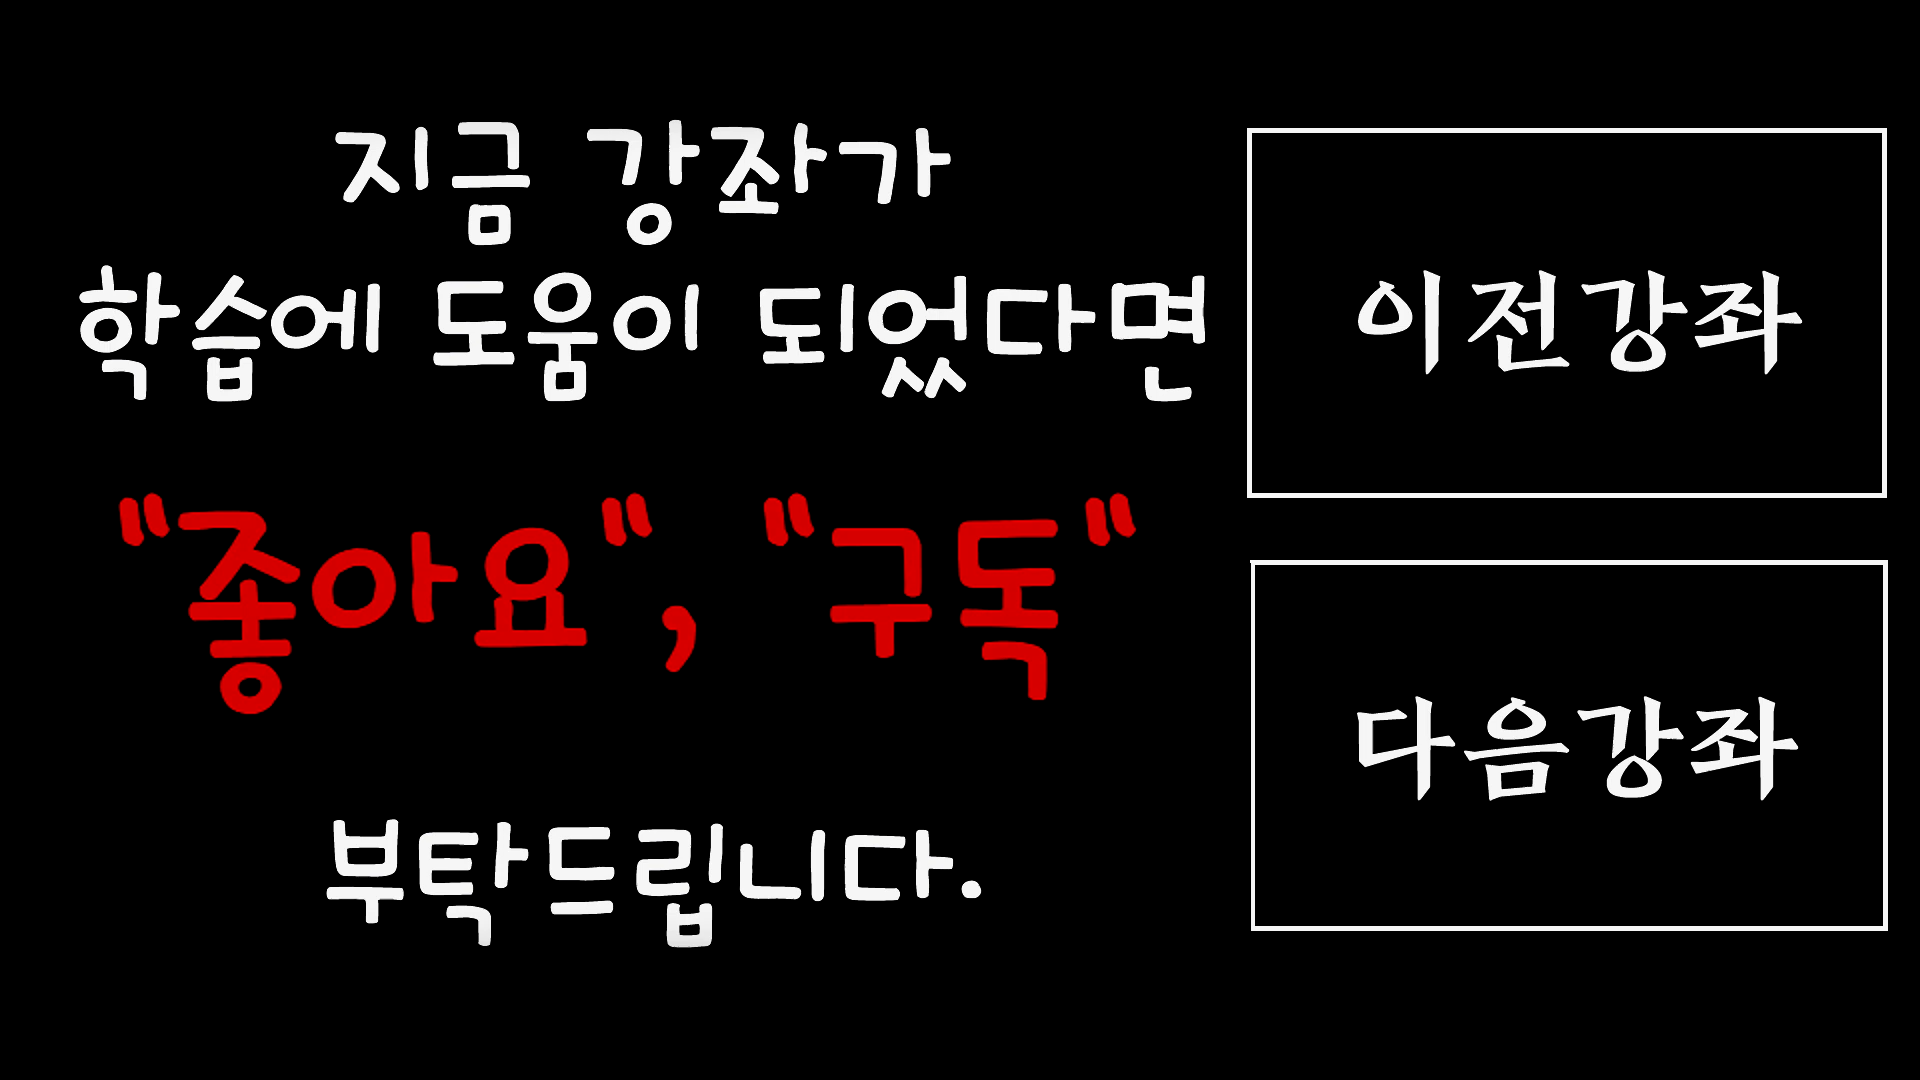 지금 강좌가
학습에 도움이 되었다면
"좋아요", "구독"
부탁드립니다.
이전강좌
다음강좌